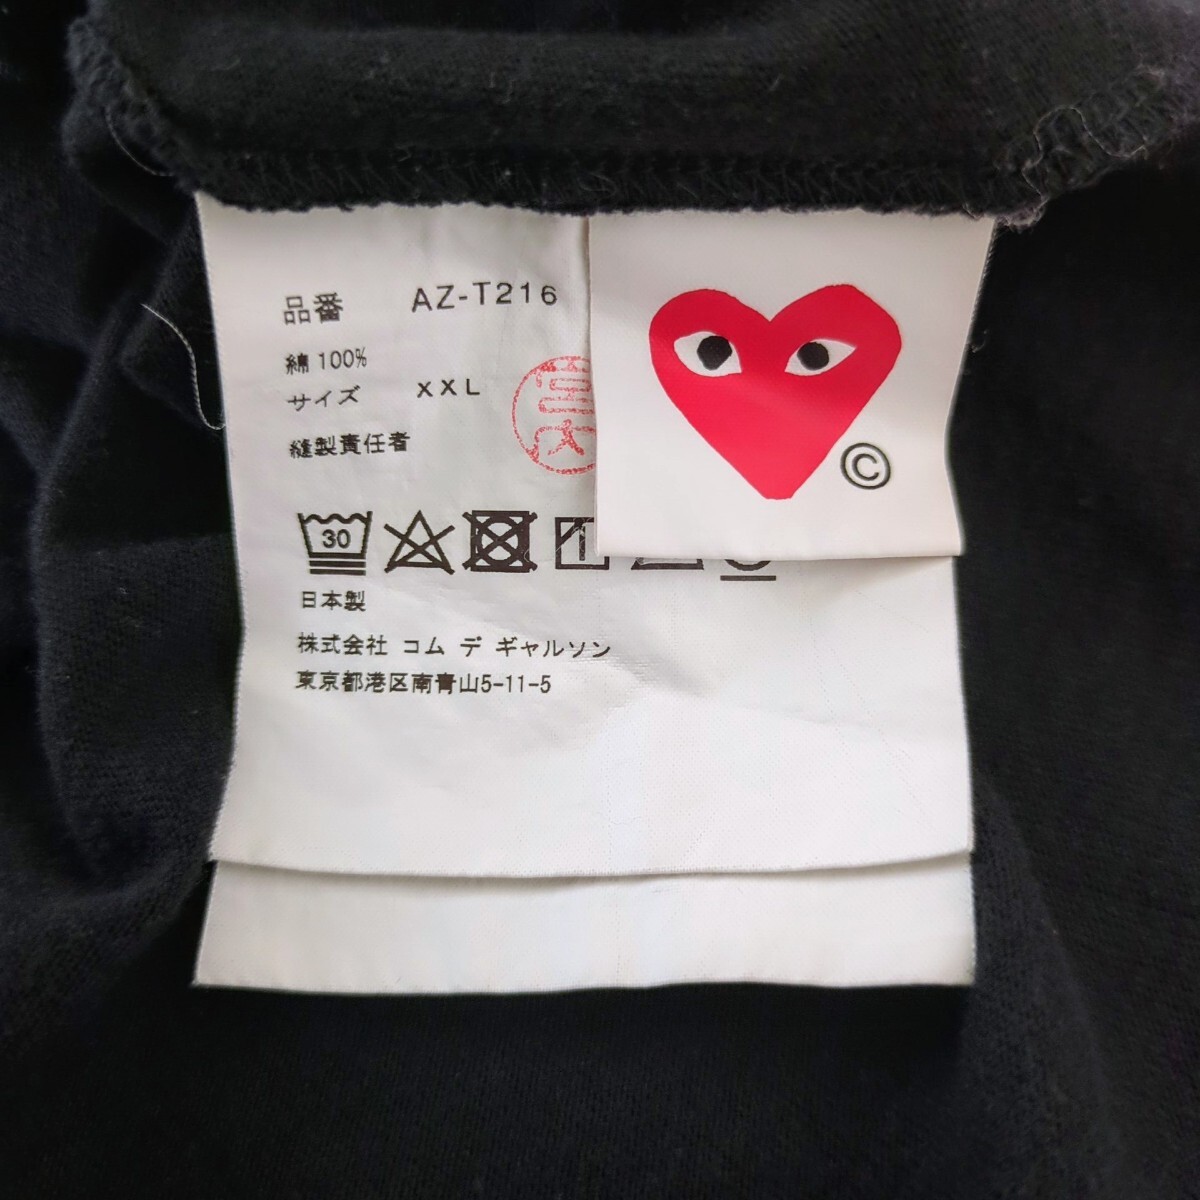 品番 AZ-T216
綿 100%
サイズ XXL
縫製責任者
©
30
日本製
株式会社 コム デ ギャルソン
東京都港区南青山5-11-5